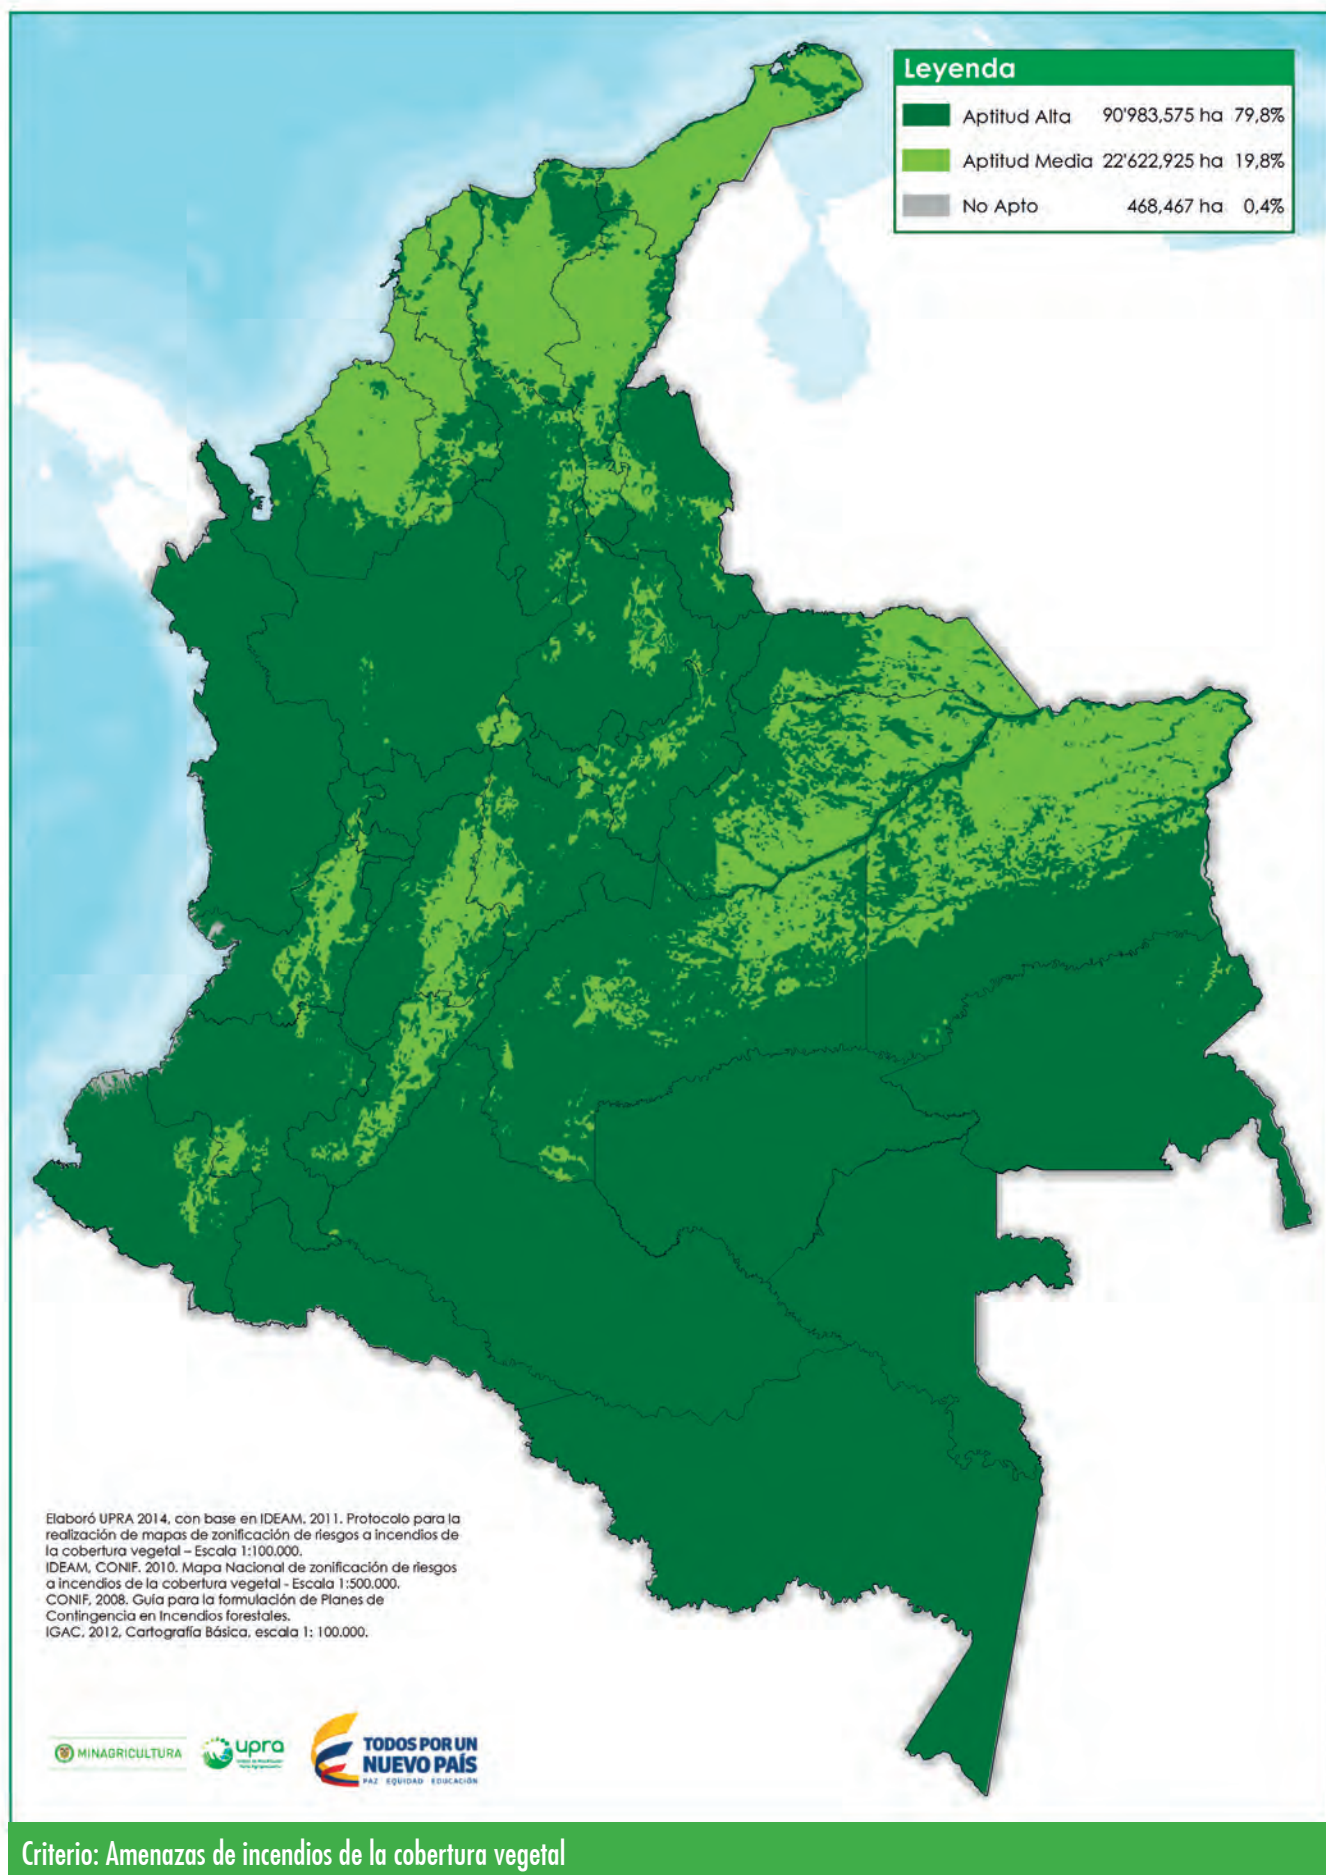 Leyenda
Aptitud Alta 90'983,575 ha 79,8%
Aptitud Media 22'622,925 ha 19,8%
No Apto 468,467 ha 0,4%
Elaboró UPRA 2014, con base en IDEAM, 2011. Protocolo para la
realización de mapas de zonificación de riesgos a incendios de
la cobertura vegetal – Escala 1:100.000.
IDEAM, CONIF. 2010. Mapa Nacional de zonificación de riesgos
a incendios de la cobertura vegetal - Escala 1:500.000.
CONIF, 2008. Guía para la formulación de Planes de
Contingencia en Incendios forestales.
IGAC, 2012, Cartografía Básica, escala 1: 100.000.
MINAGRICULTURA
upra
TODOS POR UN
NUEVO PAÍS
PAZ EQUIDAD EDUCACIÓN
Criterio: Amenazas de incendios de la cobertura vegetal